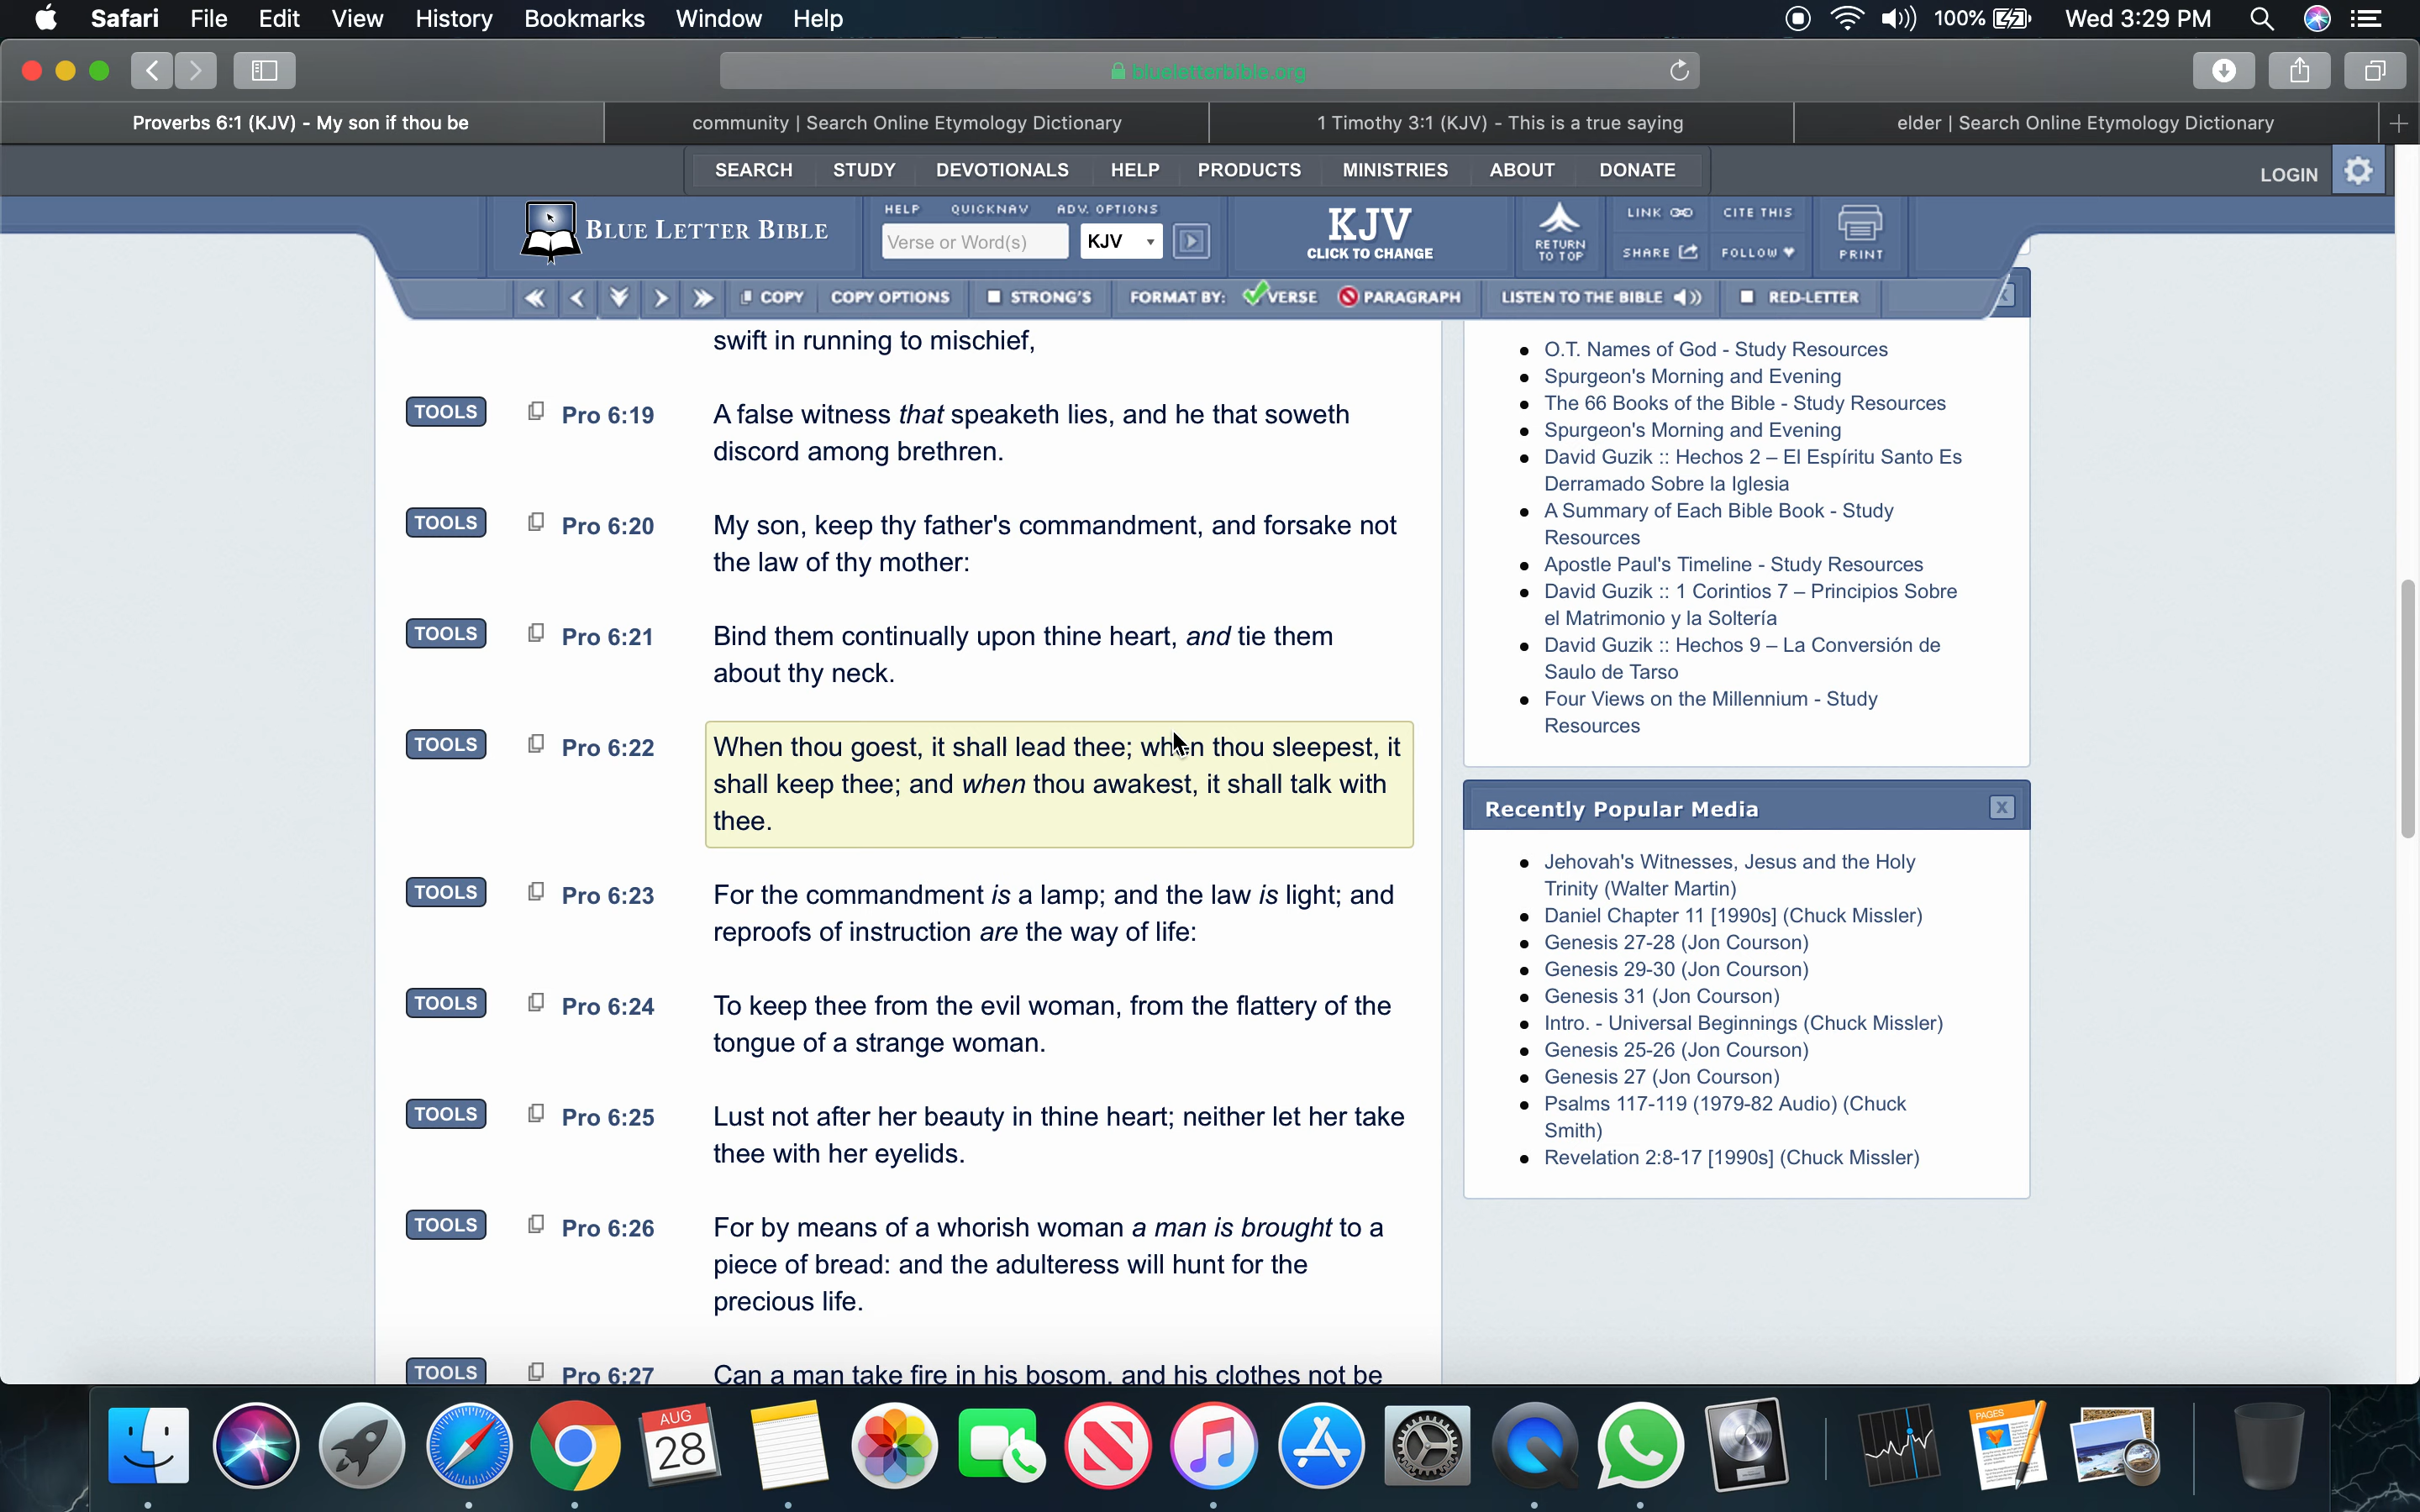 Safari File Edit View History Bookmarks Window Help 100% Wed 3:29 PM
blueletterbible.org
Proverbs 6:1 (KJV) - My son if thou be
community | Search Online Etymology Dictionary
1 Timothy 3:1 (KJV) - This is a true saying
elder | Search Online Etymology Dictionary
SEARCH STUDY DEVOTIONALS HELP PRODUCTS MINISTRIES ABOUT DONATE
LOGIN
BLUE LETTER BIBLE
HELP QUICKNAV ADV. OPTIONS
Verse or Word(s)
KJV
KJV
CLICK TO CHANGE
RETURN
TO TOP
LINK CITE THIS
SHARE FOLLOW
PRINT
COPY COPY OPTIONS STRONG'S FORMAT BY: VERSE PARAGRAPH LISTEN TO THE BIBLE RED-LETTER
X
swift in running to mischief,
TOOLS Pro 6:19 A false witness that speaketh lies, and he that soweth
discord among brethren.
TOOLS Pro 6:20 My son, keep thy father's commandment, and forsake not
the law of thy mother:
TOOLS Pro 6:21 Bind them continually upon thine heart, and tie them
about thy neck.
TOOLS Pro 6:22 When thou goest, it shall lead thee; when thou sleepest, it
shall keep thee; and when thou awakest, it shall talk with
thee.
TOOLS Pro 6:23 For the commandment is a lamp; and the law is light; and
reproofs of instruction are the way of life:
TOOLS Pro 6:24 To keep thee from the evil woman, from the flattery of the
tongue of a strange woman.
TOOLS Pro 6:25 Lust not after her beauty in thine heart; neither let her take
thee with her eyelids.
TOOLS Pro 6:26 For by means of a whorish woman a man is brought to a
piece of bread: and the adulteress will hunt for the
precious life.
TOOLS Pro 6:27 Can a man take fire in his bosom, and his clothes not be
O.T. Names of God - Study Resources
Spurgeon's Morning and Evening
The 66 Books of the Bible - Study Resources
Spurgeon's Morning and Evening
David Guzik :: Hechos 2 – El Espíritu Santo Es
Derramado Sobre la Iglesia
A Summary of Each Bible Book - Study
Resources
Apostle Paul's Timeline - Study Resources
David Guzik :: 1 Corintios 7 – Principios Sobre
el Matrimonio y la Soltería
David Guzik :: Hechos 9 – La Conversión de
Saulo de Tarso
Four Views on the Millennium - Study
Resources
Recently Popular Media X
Jehovah's Witnesses, Jesus and the Holy
Trinity (Walter Martin)
Daniel Chapter 11 [1990s] (Chuck Missler)
Genesis 27-28 (Jon Courson)
Genesis 29-30 (Jon Courson)
Genesis 31 (Jon Courson)
Intro. - Universal Beginnings (Chuck Missler)
Genesis 25-26 (Jon Courson)
Genesis 27 (Jon Courson)
Psalms 117-119 (1979-82 Audio) (Chuck
Smith)
Revelation 2:8-17 [1990s] (Chuck Missler)
AUG
28
PAGES